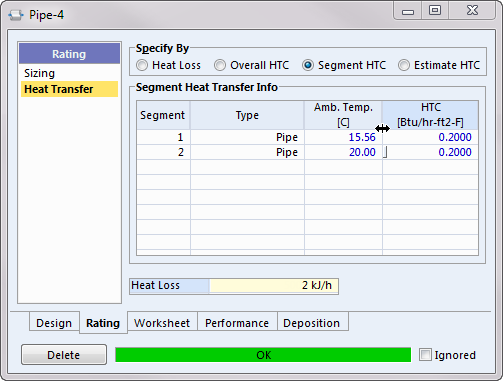 Pipe-4
Rating
Sizing
Heat Transfer
Specify By
Heat Loss Overall HTC Segment HTC Estimate HTC
Segment Heat Transfer Info
Segment Type Amb. Temp. [C] HTC [Btu/hr-ft2-F]
1 Pipe 15.56 0.2000
2 Pipe 20.00 0.2000
Heat Loss 2 kJ/h
Design Rating Worksheet Performance Deposition
Delete OK Ignored